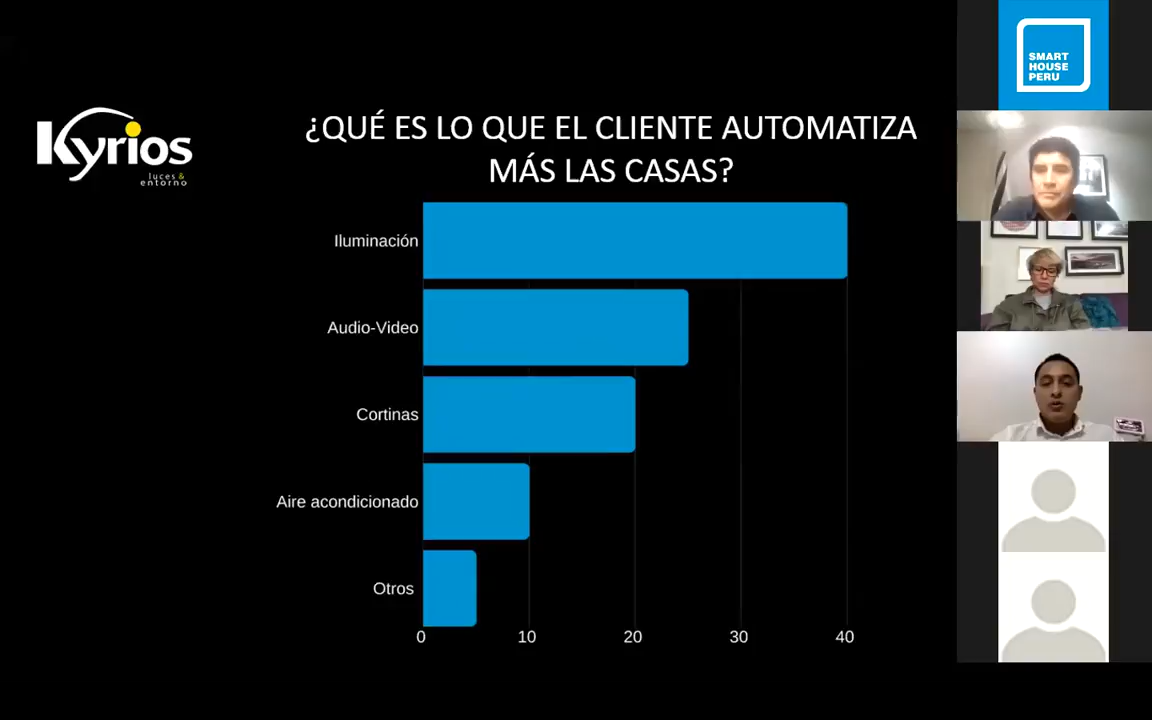 SMART
HOUSE
PERU
Kyrios
luces &
entorno
¿QUÉ ES LO QUE EL CLIENTE AUTOMATIZA
MÁS LAS CASAS?
Iluminación
Audio-Video
Cortinas
Aire acondicionado
Otros
0 10 20 30 40